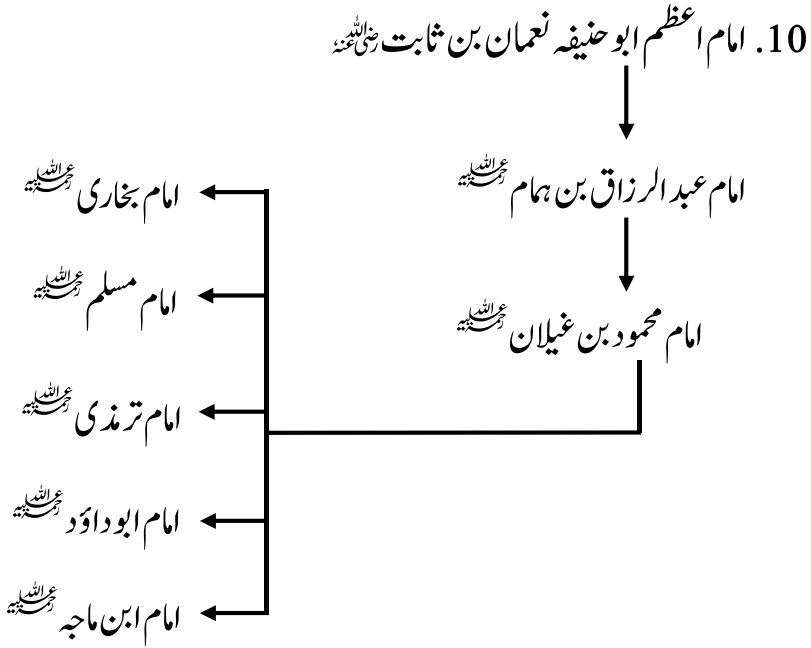 10. امام اعظم ابو حنیفہ نعمان بن ثابت رضی اللہ عنہ
امام عبد الرزاق بن ہمام رحمۃ اللہ علیہ
امام محمود بن غیلان رحمۃ اللہ علیہ
امام بخاری رحمۃ اللہ علیہ
امام مسلم رحمۃ اللہ علیہ
امام ترمذی رحمۃ اللہ علیہ
امام ابو داؤد رحمۃ اللہ علیہ
امام ابن ماجہ رحمۃ اللہ علیہ